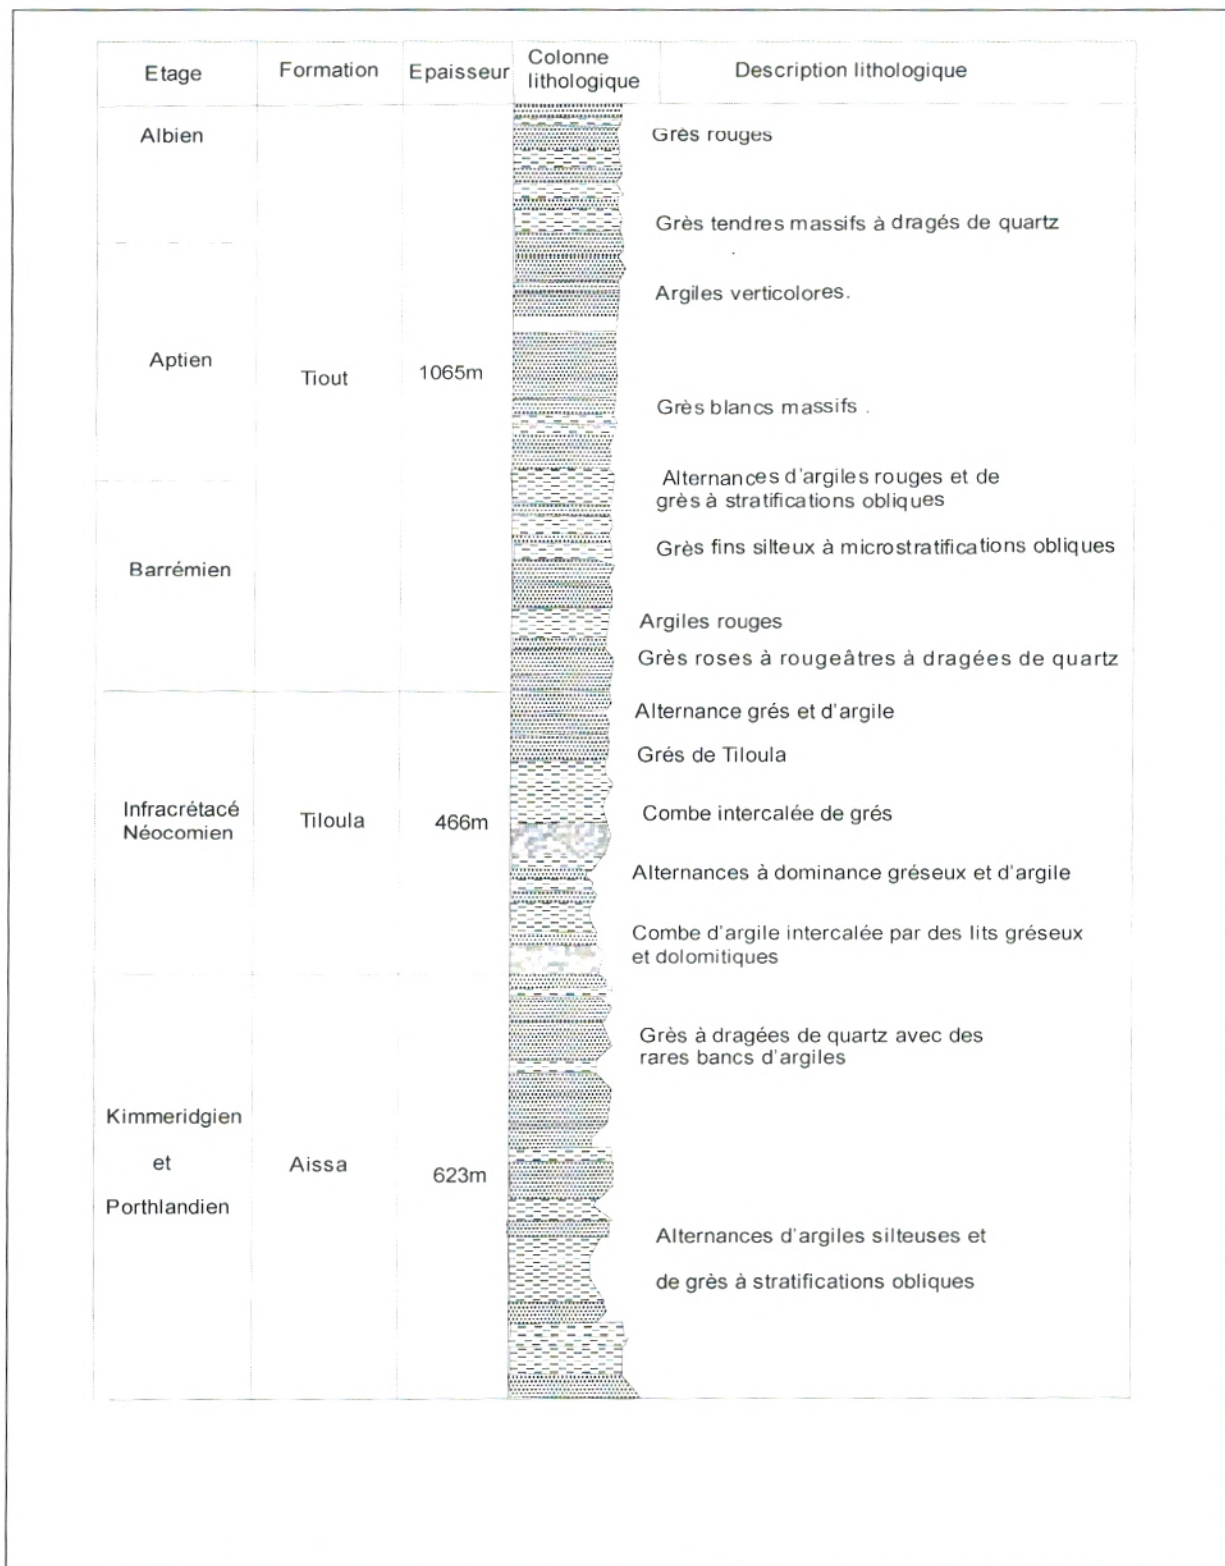 Etage
Formation
Epaisseur
Colonne
lithologique
Description lithologique
Albien
Grès rouges
Grès tendres massifs à dragés de quartz
Argiles verticolores.
Aptien
Tiout
1065m
Grès blancs massifs .
Alternances d'argiles rouges et de
grès à stratifications obliques
Grès fins silteux à microstratifications obliques
Barrémien
Argiles rouges
Grès roses à rougeâtres à dragées de quartz
Alternance grés et d'argile
Grés de Tiloula
Infracrétacé
Néocomien
Tiloula
466m
Combe intercalée de grés
Alternances à dominance gréseux et d'argile
Combe d'argile intercalée par des lits gréseux
et dolomitiques
Grès à dragées de quartz avec des
rares bancs d'argiles
Kimmeridgien
et
Porthlandien
Aissa
623m
Alternances d'argiles silteuses et
de grès à stratifications obliques